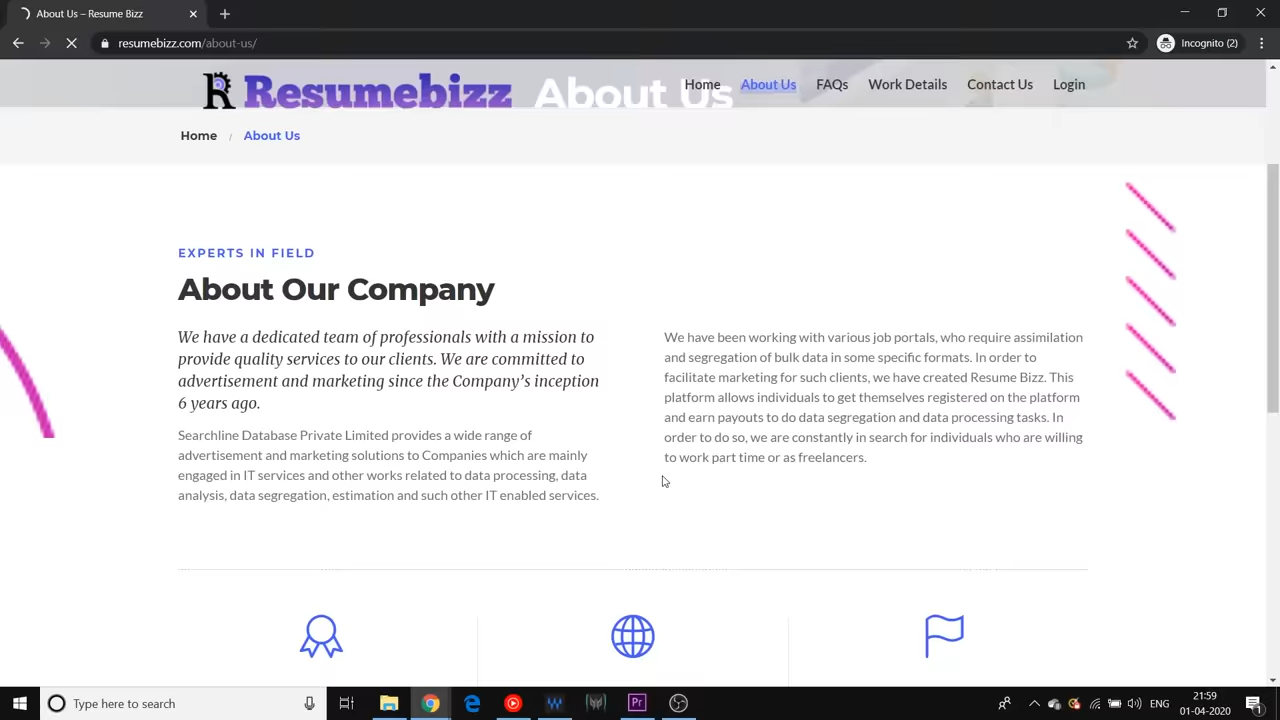 About Us – Resume Bizz
resumebizz.com/about-us/
Incognito (2)
Resumebizz
About Us
Home About Us FAQs Work Details Contact Us Login
Home / About Us
EXPERTS IN FIELD
About Our Company
We have a dedicated team of professionals with a mission to
provide quality services to our clients. We are committed to
advertisement and marketing since the Company's inception
6 years ago.
Searchline Database Private Limited provides a wide range of
advertisement and marketing solutions to Companies which are mainly
engaged in IT services and other works related to data processing, data
analysis, data segregation, estimation and such other IT enabled services.
We have been working with various job portals, who require assimilation
and segregation of bulk data in some specific formats. In order to
facilitate marketing for such clients, we have created Resume Bizz. This
platform allows individuals to get themselves registered on the platform
and earn payouts to do data segregation and data processing tasks. In
order to do so, we are constantly in search for individuals who are willing
to work part time or as freelancers.
Type here to search
Pr
ENG
21:59
01-04-2020
1